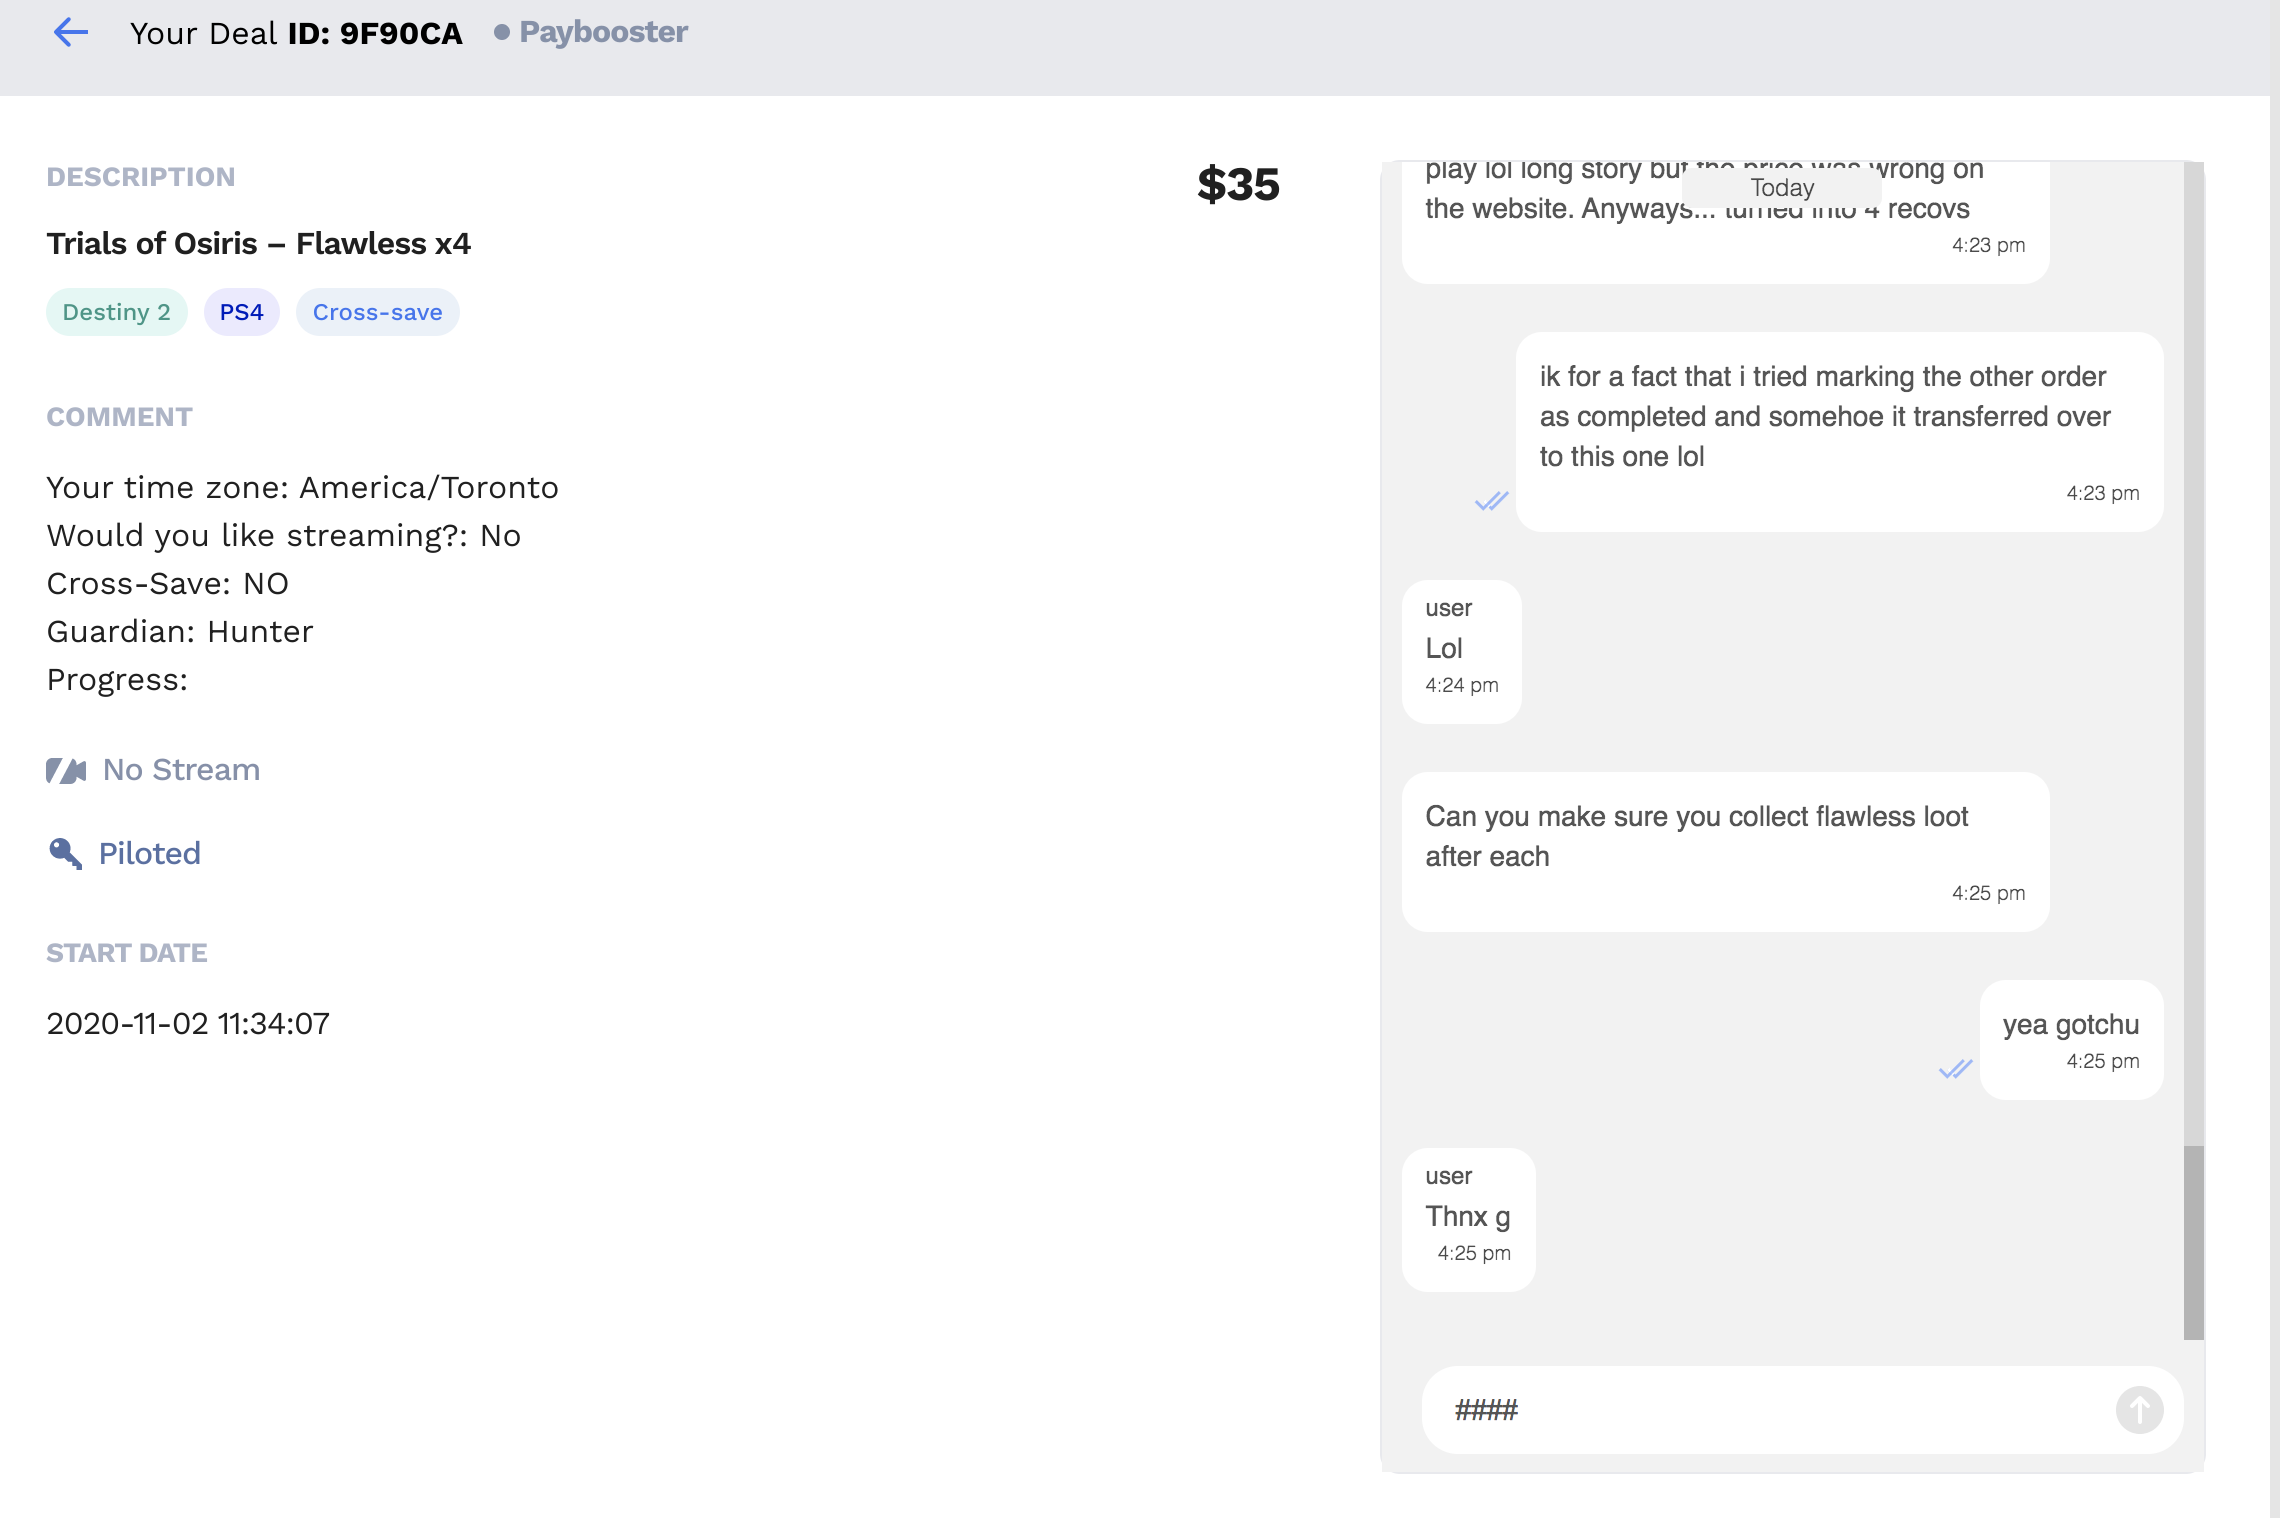 Your Deal ID: 9F90CA Paybooster
DESCRIPTION
$35
Trials of Osiris – Flawless x4
Destiny 2 PS4 Cross-save
COMMENT
Your time zone: America/Toronto
Would you like streaming?: No
Cross-Save: NO
Guardian: Hunter
Progress:
No Stream
Piloted
START DATE
2020-11-02 11:34:07
play lol long story but the price was wrong on
Today
the website. Anyways... turned into 4 recovs
4:23 pm
ik for a fact that i tried marking the other order
as completed and somehoe it transferred over
to this one lol
4:23 pm
user
Lol
4:24 pm
Can you make sure you collect flawless loot
after each
4:25 pm
yea gotchu
4:25 pm
user
Thnx g
4:25 pm
####